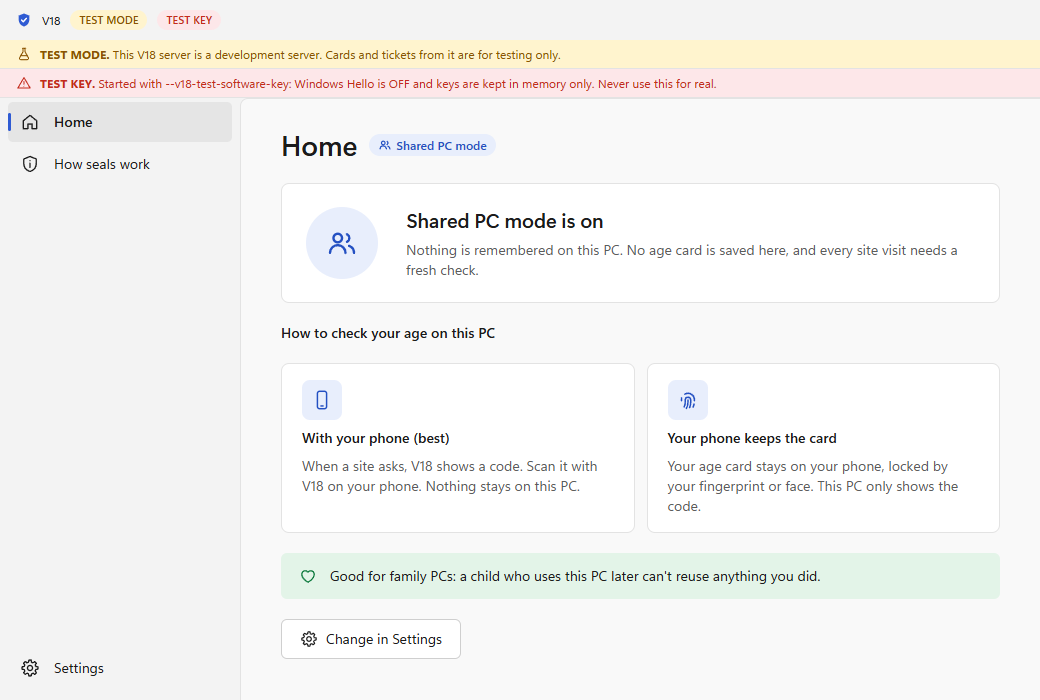 V18 TEST MODE TEST KEY
TEST MODE. This V18 server is a development server. Cards and tickets from it are for testing only.
TEST KEY. Started with --v18-test-software-key: Windows Hello is OFF and keys are kept in memory only. Never use this for real.
Home
How seals work
Home Shared PC mode
Shared PC mode is on
Nothing is remembered on this PC. No age card is saved here, and every site visit needs a
fresh check.
How to check your age on this PC
With your phone (best)
When a site asks, V18 shows a code. Scan it with
V18 on your phone. Nothing stays on this PC.
Your phone keeps the card
Your age card stays on your phone, locked by
your fingerprint or face. This PC only shows the
code.
Good for family PCs: a child who uses this PC later can't reuse anything you did.
Change in Settings
Settings